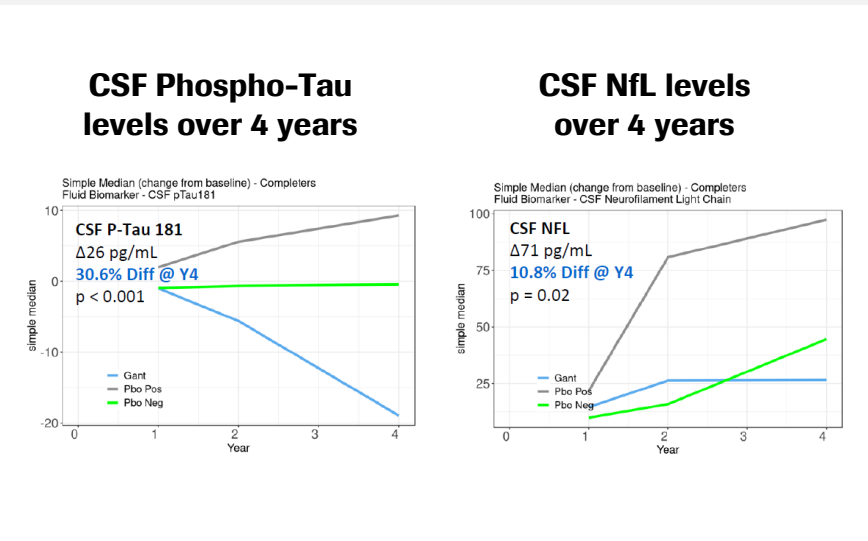 CSF Phospho-Tau
levels over 4 years
Simple Median (change from baseline) - Completers
Fluid Biomarker - CSF pTau181
CSF P-Tau 181
Δ26 pg/mL
30.6% Diff @ Y4
p < 0.001
simple median
10
0
-10
-20
Gant
Pbo Pos
Pbo Neg
0 1 2 3 4
Year
CSF NfL levels
over 4 years
Simple Median (change from baseline) - Completers
Fluid Biomarker - CSF Neurofilament Light Chain
CSF NFL
Δ71 pg/mL
10.8% Diff @ Y4
p = 0.02
simple median
100
75
50
25
Gant
Pbo Pos
Pbo Neg
0 1 2 3 4
Year